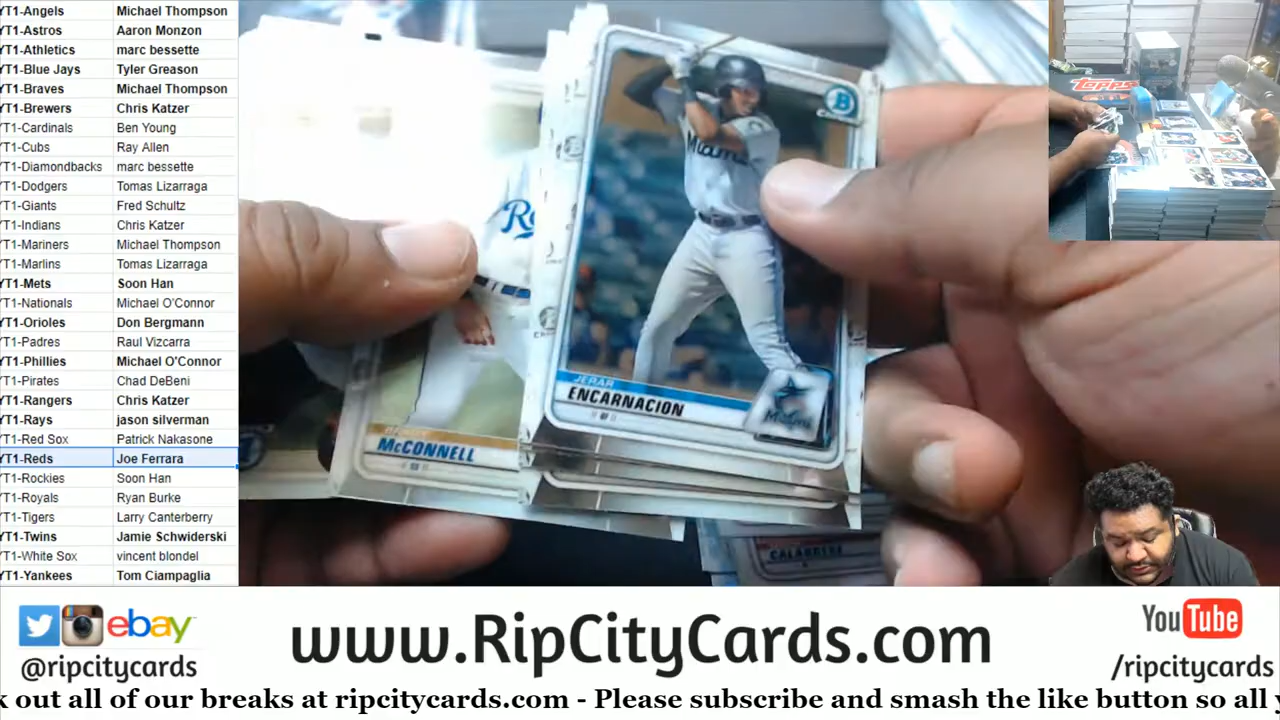 YT1-Angels Michael Thompson
YT1-Astros Aaron Monzon
YT1-Athletics marc bessette
YT1-Blue Jays Tyler Greason
YT1-Braves Michael Thompson
YT1-Brewers Chris Katzer
YT1-Cardinals Ben Young
YT1-Cubs Ray Allen
YT1-Diamondbacks marc bessette
YT1-Dodgers Tomas Lizarraga
YT1-Giants Fred Schultz
YT1-Indians Chris Katzer
YT1-Mariners Michael Thompson
YT1-Marlins Tomas Lizarraga
YT1-Mets Soon Han
YT1-Nationals Michael O'Connor
YT1-Orioles Don Bergmann
YT1-Padres Raul Vizcarra
YT1-Phillies Michael O'Connor
YT1-Pirates Chad DeBeni
YT1-Rangers Chris Katzer
YT1-Rays jason silverman
YT1-Red Sox Patrick Nakasone
YT1-Reds Joe Ferrara
YT1-Rockies Soon Han
YT1-Royals Ryan Burke
YT1-Tigers Larry Canterberry
YT1-Twins Jamie Schwiderski
YT1-White Sox vincent blondel
YT1-Yankees Tom Ciampaglia
Topps
B
Miami
JERAR
ENCARNACION
Marlins
McCONNELL
CALABRESE
ebay
@ripcitycards
www.RipCityCards.com
YouTube
/ripcitycards
k out all of our breaks at ripcitycards.com - Please subscribe and smash the like button so all